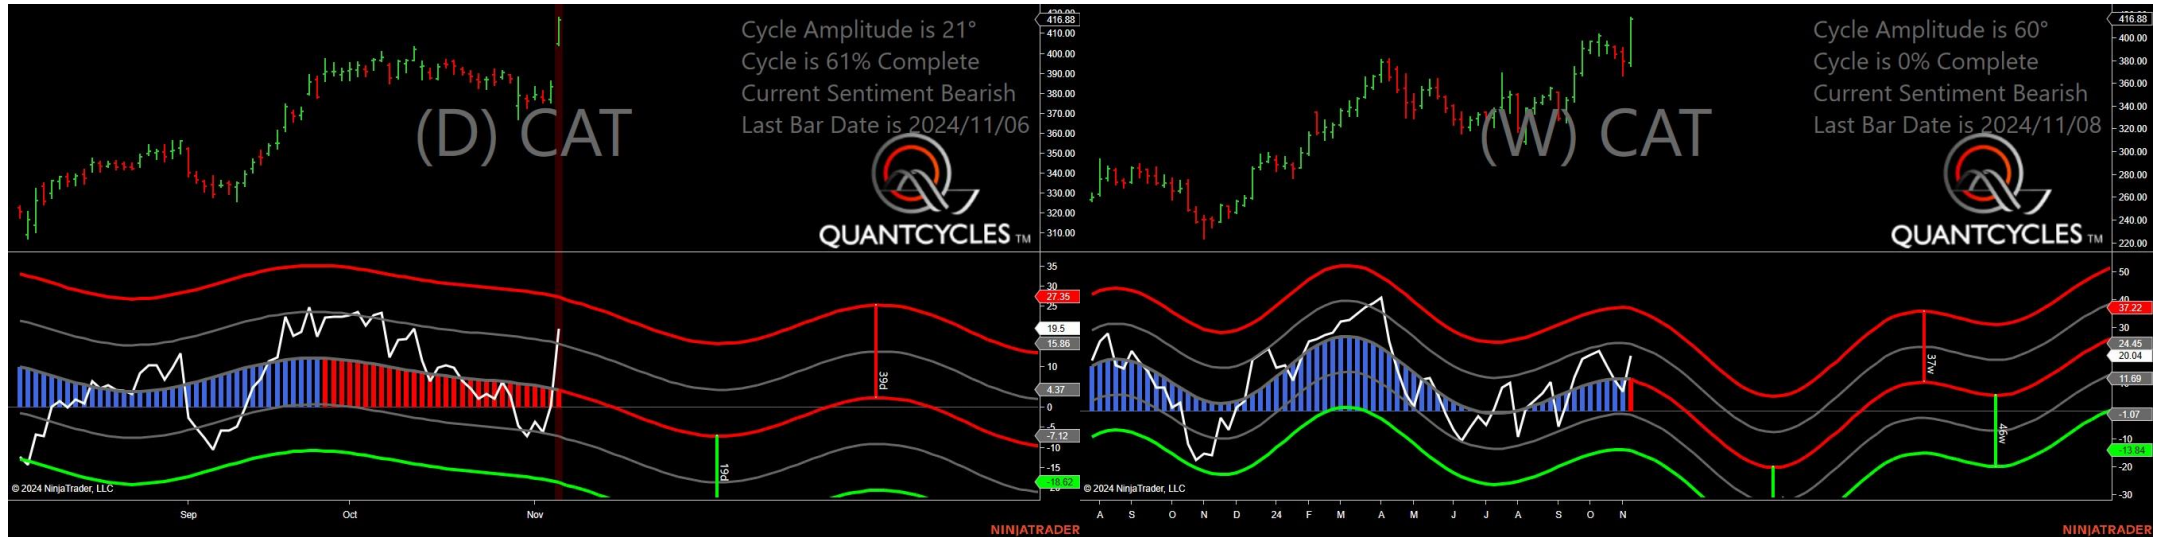 Cycle Amplitude is 21°
Cycle is 61% Complete
Current Sentiment Bearish
Last Bar Date is 2024/11/06
(D) CAT
QUANTCYCLES TM
416.88
410.00
400.00
390.00
380.00
370.00
360.00
350.00
340.00
330.00
320.00
310.00
35
30
27.35
25
19.5
15.86
10
4.37
0
-5
-7.12
-10
-15
-18.62
39d
19d
© 2024 NinjaTrader, LLC
Sep Oct Nov
NINJATRADER
Cycle Amplitude is 60°
Cycle is 0% Complete
Current Sentiment Bearish
Last Bar Date is 2024/11/08
(W) CAT
QUANTCYCLES TM
416.88
400.00
380.00
360.00
340.00
320.00
300.00
280.00
260.00
240.00
220.00
50
40
37.22
30
24.45
20.04
11.69
-1.07
-10
-13.84
-20
-30
37w
46w
© 2024 NinjaTrader, LLC
A S O N D 24 F M A M J J A S O N
NINJATRADER